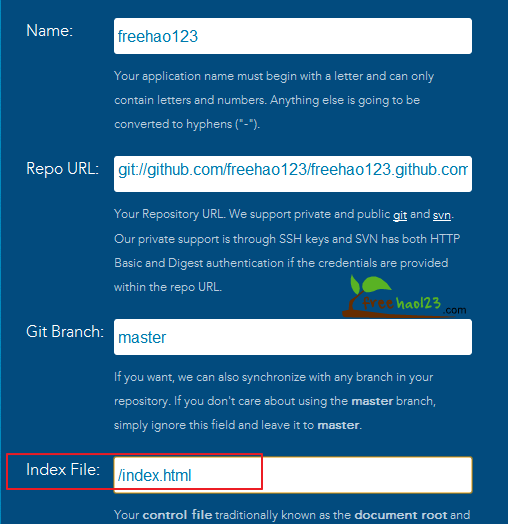 Name: freehao123
Your application name must begin with a letter and can only
contain letters and numbers. Anything else is going to be
converted to hyphens ("-").
Repo URL: git://github.com/freehao123/freehao123.github.com
Your Repository URL. We support private and public git and svn.
Our private support is through SSH keys and SVN has both HTTP
Basic and Digest authentication if the credentials are provided
within the repo URL.
freehao123.com
Git Branch: master
If you want, we can also synchronize with any branch in your
repository. If you don't care about using the master branch,
simply ignore this field and leave it to master.
Index File: /index.html
Your control file traditionally known as the document root and